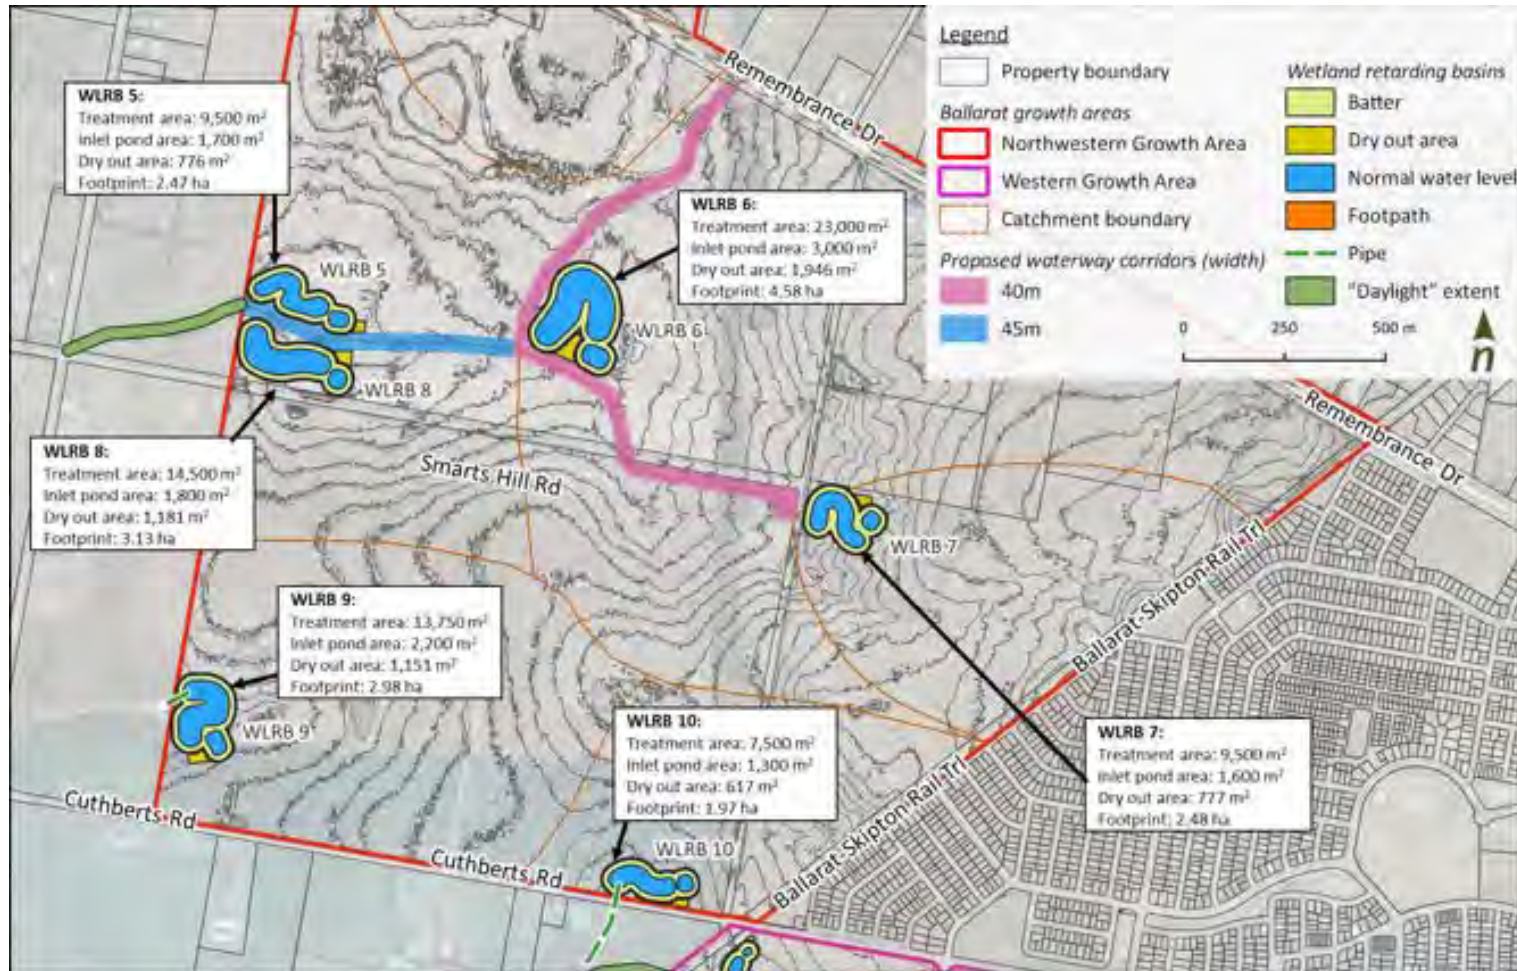 WLRB 5:
Treatment area: 9,500 m²
Inlet pond area: 1,700 m²
Dry out area: 776 m²
Footprint: 2.47 ha
Remembrance Dr
Legend
Property boundary
Ballarat growth areas
Northwestern Growth Area
Western Growth Area
Catchment boundary
Proposed waterway corridors (width)
40m
45m
Wetland retarding basins
Batter
Dry out area
Normal water level
Footpath
Pipe
"Daylight" extent
0 250 500 m
n
WLRB 6:
Treatment area: 23,000 m²
Inlet pond area: 3,000 m²
Dry out area: 1,946 m²
Footprint: 4.58 ha
WLRB 5
WLRB 6
WLRB 8
WLRB 8:
Treatment area: 14,500 m²
Inlet pond area: 1,800 m²
Dry out area: 1,181 m²
Footprint: 3.13 ha
Smarts Hill Rd
Remembrance Dr
WLRB 7
Ballarat-Skipton Rail Trl
WLRB 9:
Treatment area: 13,750 m²
Inlet pond area: 2,200 m²
Dry out area: 1,151 m²
Footprint: 2.98 ha
WLRB 9
WLRB 10:
Treatment area: 7,500 m²
Inlet pond area: 1,300 m²
Dry out area: 617 m²
Footprint: 1.97 ha
WLRB 7:
Treatment area: 9,500 m²
Inlet pond area: 1,600 m²
Dry out area: 777 m²
Footprint: 2.48 ha
Cuthberts Rd
Cuthberts Rd
WLRB 10
Ballarat-Skipton Rail Trl